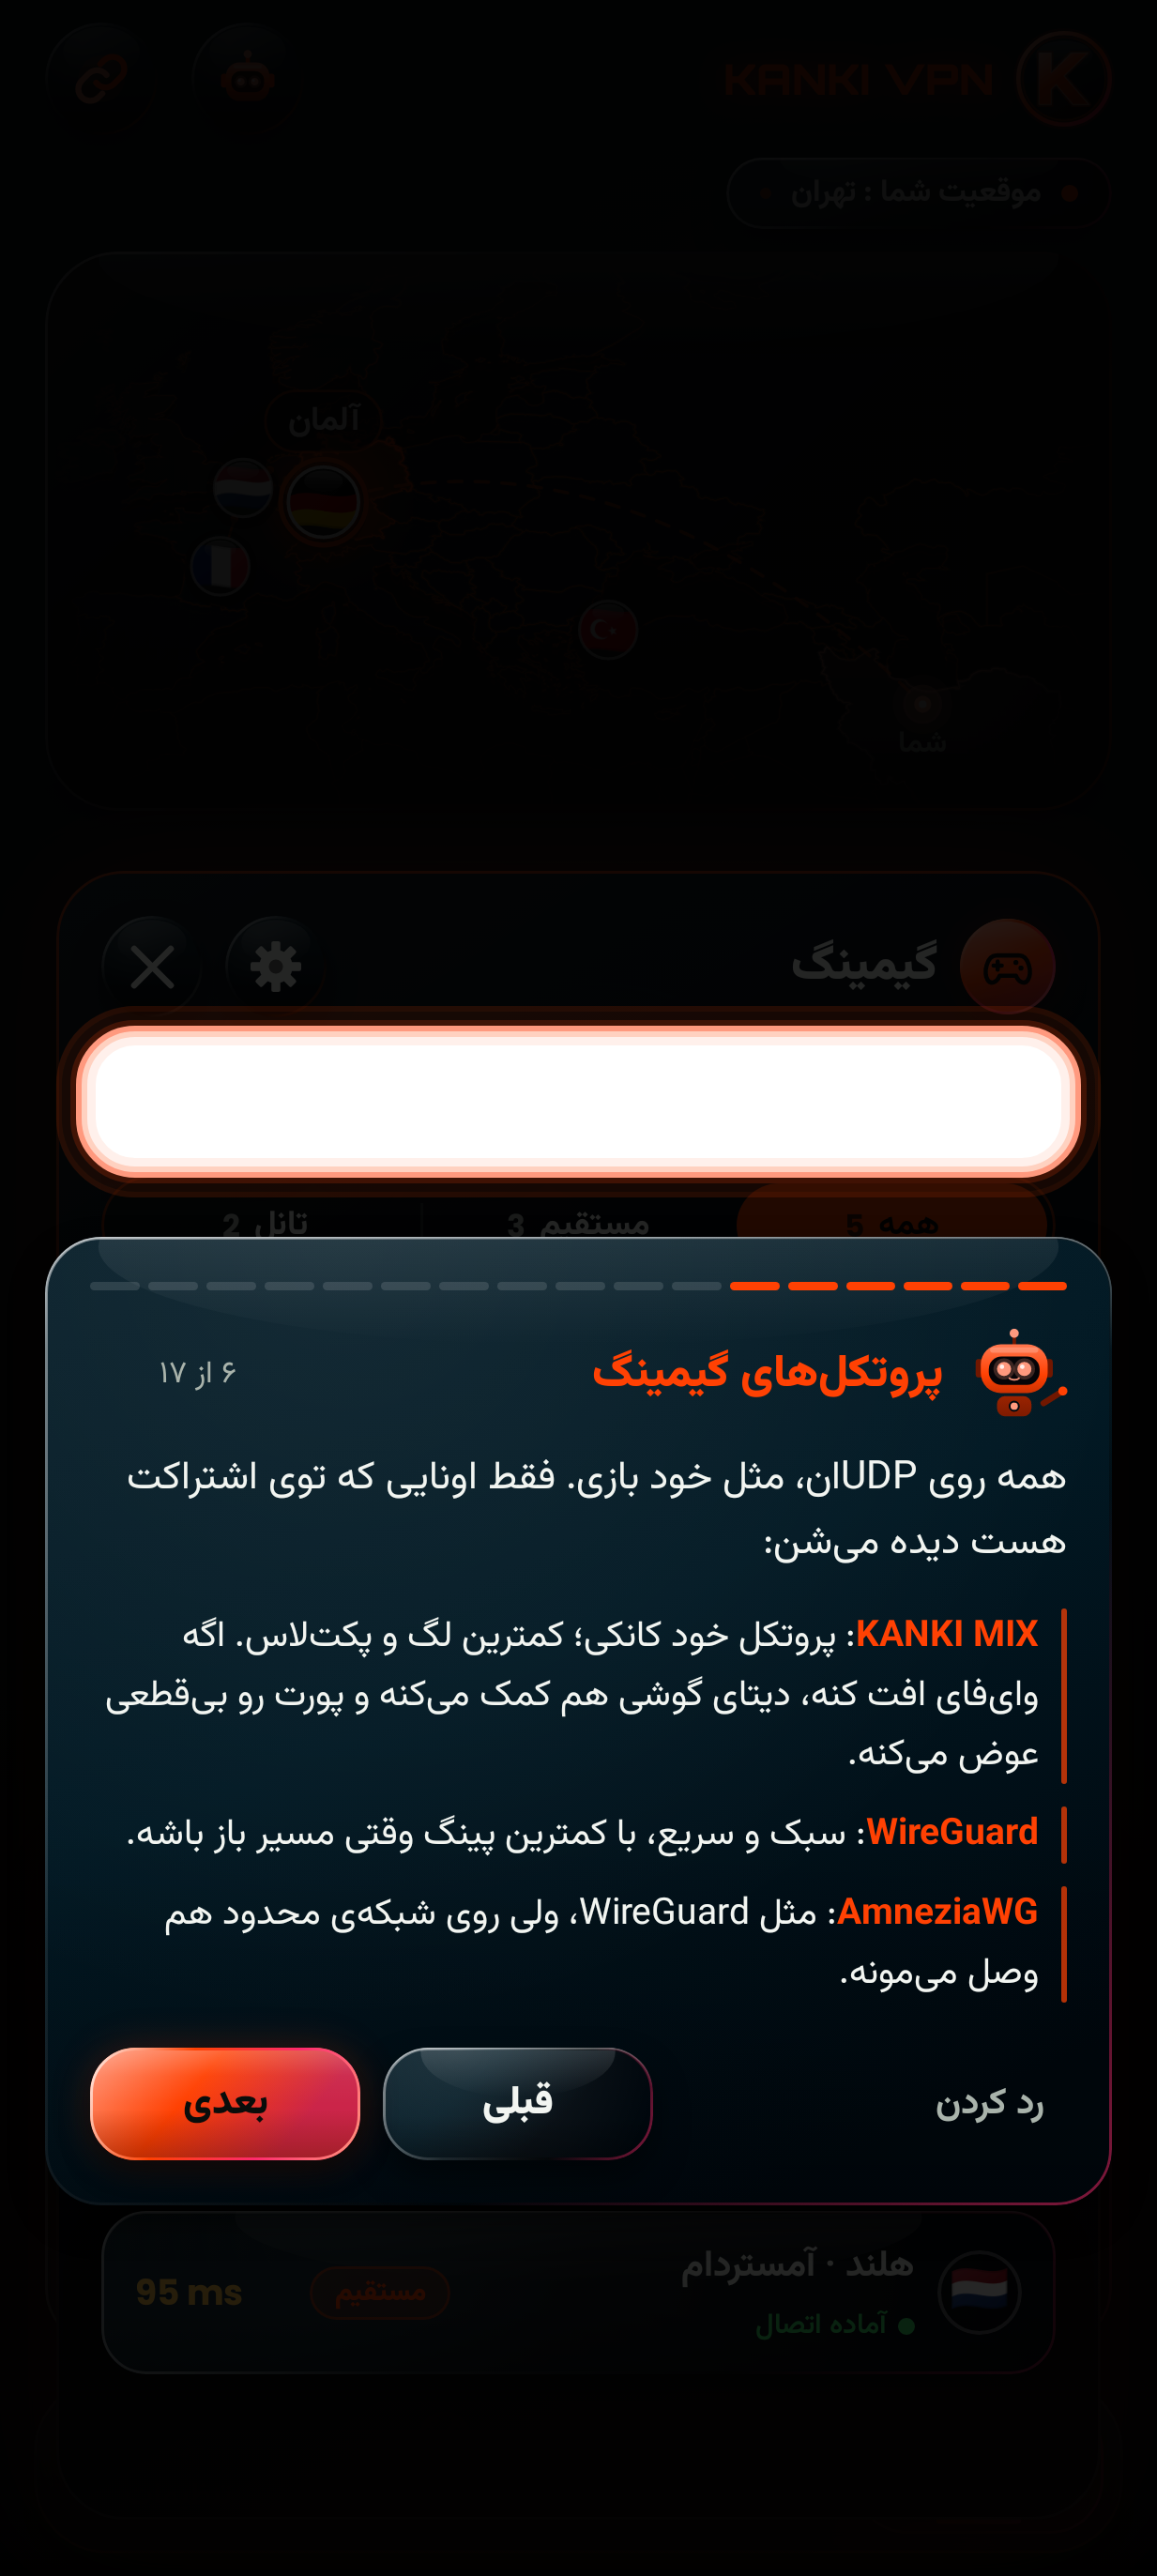 KANKI VPN
موقعیت شما : تهران
آلمان
شما
گیمینگ
همه 5
مستقیم 3
تانل 2
پروتکل‌های گیمینگ
۶ از ۱۷
همه روی UDPان، مثل خود بازی. فقط اونایی که توی اشتراکت
هست دیده می‌شن:
KANKI MIX: پروتکل خود کانکی؛ کمترین لگ و پکت‌لاس. اگه
وای‌فای افت کنه، دیتای گوشی هم کمک می‌کنه و پورت رو بی‌قطعی
عوض می‌کنه.
WireGuard: سبک و سریع، با کمترین پینگ وقتی مسیر باز باشه.
AmneziaWG: مثل WireGuard، ولی روی شبکه‌ی محدود هم
وصل می‌مونه.
رد کردن
قبلی
بعدی
هلند · آمستردام
مستقیم
95 ms
آماده اتصال